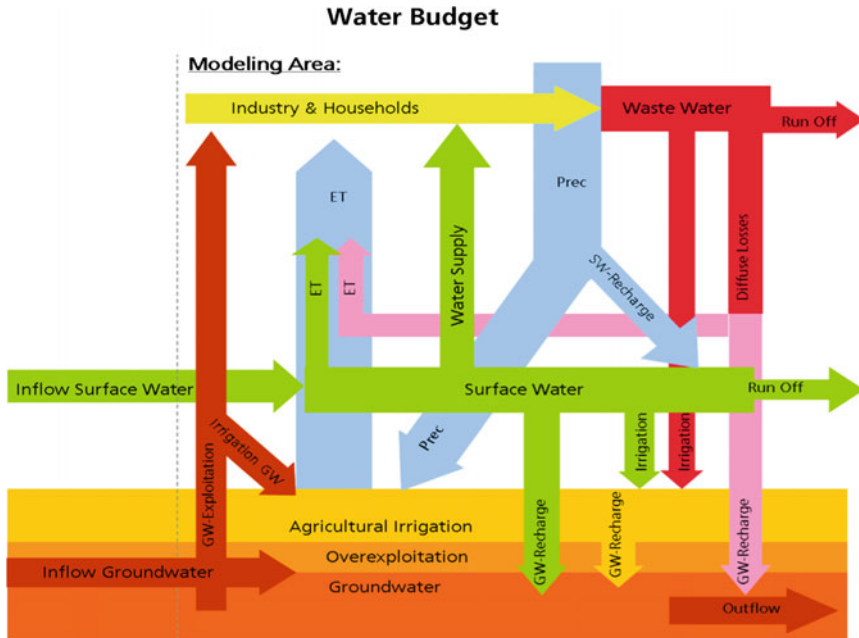 Water Budget
Modeling Area:
Industry & Households
Waste Water
Run Off
ET
Prec
Water Supply
SW-Recharge
Diffuse Losses
ET
ET
Inflow Surface Water
Surface Water
Run Off
Prec
Irrigation GW
Irrigation
Irrigation
GW-Exploitation
Agricultural Irrigation
GW-Recharge
GW-Recharge
GW-Recharge
Overexploitation
Inflow Groundwater
Groundwater
Outflow